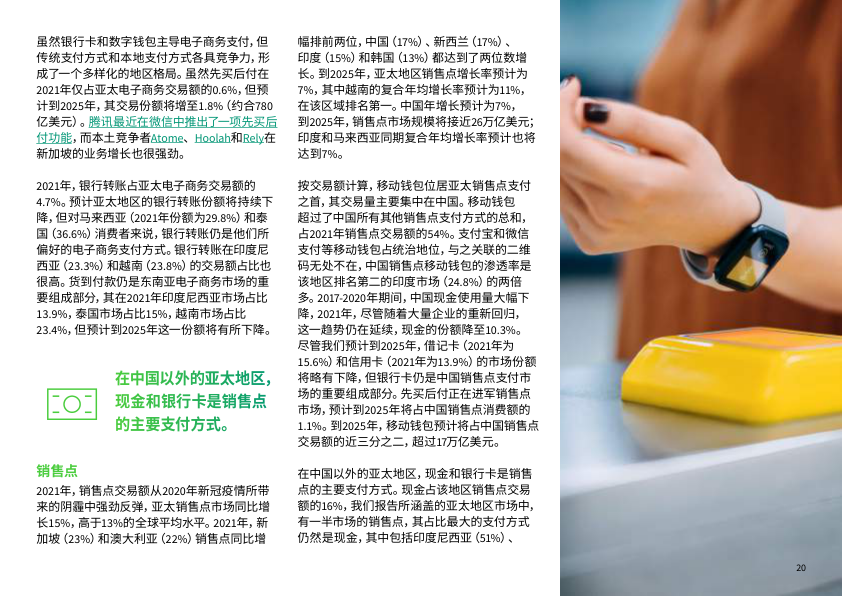 虽然银行卡和数字钱包主导电子商务支付，但
传统支付方式和本地支付方式各具竞争力，形
成了一个多样化的地区格局。虽然先买后付在
2021年仅占亚太电子商务交易额的0.6%，但预
计到2025年，其交易份额将增至1.8%（约合780
亿美元）。腾讯最近在微信中推出了一项先买后
付功能，而本土竞争者Atome、Hoolah和Rely在
新加坡的业务增长也很强劲。
2021年，银行转账占亚太电子商务交易额的
4.7%。预计亚太地区的银行转账份额将持续下
降，但对马来西亚（2021年份额为29.8%）和泰
国（36.6%）消费者来说，银行转账仍是他们所
偏好的电子商务支付方式。银行转账在印度尼
西亚（23.3%）和越南（23.8%）的交易额占比也
很高。货到付款仍是东南亚电子商务市场的重
要组成部分，其在2021年印度尼西亚市场占比
13.9%，泰国市场占比15%，越南市场占比
23.4%，但预计到2025年这一份额将有所下降。
在中国以外的亚太地区，
现金和银行卡是销售点
的主要支付方式。
销售点
2021年，销售点交易额从2020年新冠疫情所带
来的阴霾中强劲反弹，亚太销售点市场同比增
长15%，高于13%的全球平均水平。2021年，新
加坡（23%）和澳大利亚（22%）销售点同比增
幅排前两位，中国（17%）、新西兰（17%）、
印度（15%）和韩国（13%）都达到了两位数增
长。到2025年，亚太地区销售点增长率预计为
7%，其中越南的复合年均增长率预计为11%，
在该区域排名第一。中国年增长预计为7%，
到2025年，销售点市场规模将接近26万亿美元；
印度和马来西亚同期复合年均增长率预计也将
达到7%。
按交易额计算，移动钱包位居亚太销售点支付
之首，其交易量主要集中在中国。移动钱包
超过了中国所有其他销售点支付方式的总和，
占2021年销售点交易额的54%。支付宝和微信
支付等移动钱包占统治地位，与之关联的二维
码无处不在，中国销售点移动钱包的渗透率是
该地区排名第二的印度市场（24.8%）的两倍
多。2017-2020年期间，中国现金使用量大幅下
降，2021年，尽管随着大量企业的重新回归，
这一趋势仍在延续，现金的份额降至10.3%。
尽管我们预计到2025年，借记卡（2021年为
15.6%）和信用卡（2021年为13.9%）的市场份额
将略有下降，但银行卡仍是中国销售点支付市
场的重要组成部分。先买后付正在进军销售点
市场，预计到2025年将占中国销售点消费额的
1.1%。到2025年，移动钱包预计将占中国销售点
交易额的近三分之二，超过17万亿美元。
在中国以外的亚太地区，现金和银行卡是销售
点的主要支付方式。现金占该地区销售点交易
额的16%，我们报告所涵盖的亚太地区市场中，
有一半市场的销售点，其占比最大的支付方式
仍然是现金，其中包括印度尼西亚（51%）、
20